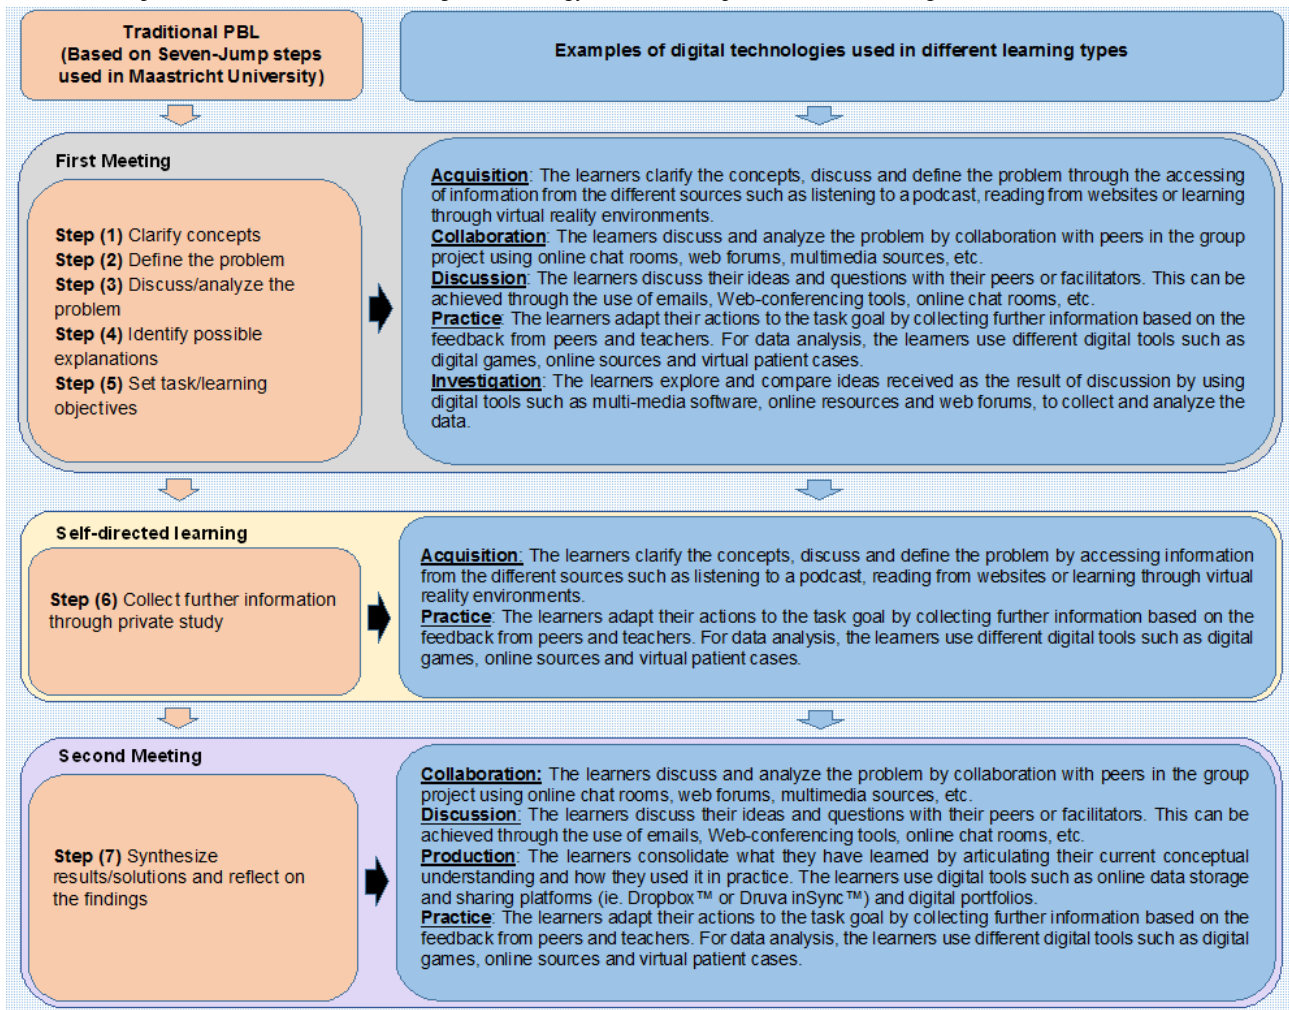 Traditional PBL
(Based on Seven-Jump steps
used in Maastricht University)
Examples of digital technologies used in different learning types
First Meeting
Step (1) Clarify concepts
Step (2) Define the problem
Step (3) Discuss/analyze the
problem
Step (4) Identify possible
explanations
Step (5) Set task/learning
objectives
Acquisition: The learners clarify the concepts, discuss and define the problem through the accessing
of information from the different sources such as listening to a podcast, reading from websites or learning
through virtual reality environments.
Collaboration: The learners discuss and analyze the problem by collaboration with peers in the group
project using online chat rooms, web forums, multimedia sources, etc.
Discussion: The learners discuss their ideas and questions with their peers or facilitators. This can be
achieved through the use of emails, Web-conferencing tools, online chat rooms, etc.
Practice: The learners adapt their actions to the task goal by collecting further information based on the
feedback from peers and teachers. For data analysis, the learners use different digital tools such as
digital games, online sources and virtual patient cases.
Investigation: The learners explore and compare ideas received as the result of discussion by using
digital tools such as multi-media software, online resources and web forums, to collect and analyze the
data.
Self-directed learning
Step (6) Collect further information
through private study
Acquisition: The learners clarify the concepts, discuss and define the problem by accessing information
from the different sources such as listening to a podcast, reading from websites or learning through virtual
reality environments.
Practice: The learners adapt their actions to the task goal by collecting further information based on the
feedback from peers and teachers. For data analysis, the learners use different digital tools such as digital
games, online sources and virtual patient cases.
Second Meeting
Step (7) Synthesize
results/solutions and reflect on
the findings
Collaboration: The learners discuss and analyze the problem by collaboration with peers in the group
project using online chat rooms, web forums, multimedia sources, etc.
Discussion: The learners discuss their ideas and questions with their peers or facilitators. This can be
achieved through the use of emails, Web-conferencing tools, online chat rooms, etc.
Production: The learners consolidate what they have learned by articulating their current conceptual
understanding and how they used it in practice. The learners use digital tools such as online data storage
and sharing platforms (ie. Dropbox™ or Druva inSync™) and digital portfolios.
Practice: The learners adapt their actions to the task goal by collecting further information based on the
feedback from peers and teachers. For data analysis, the learners use different digital tools such as digital
games, online sources and virtual patient cases.